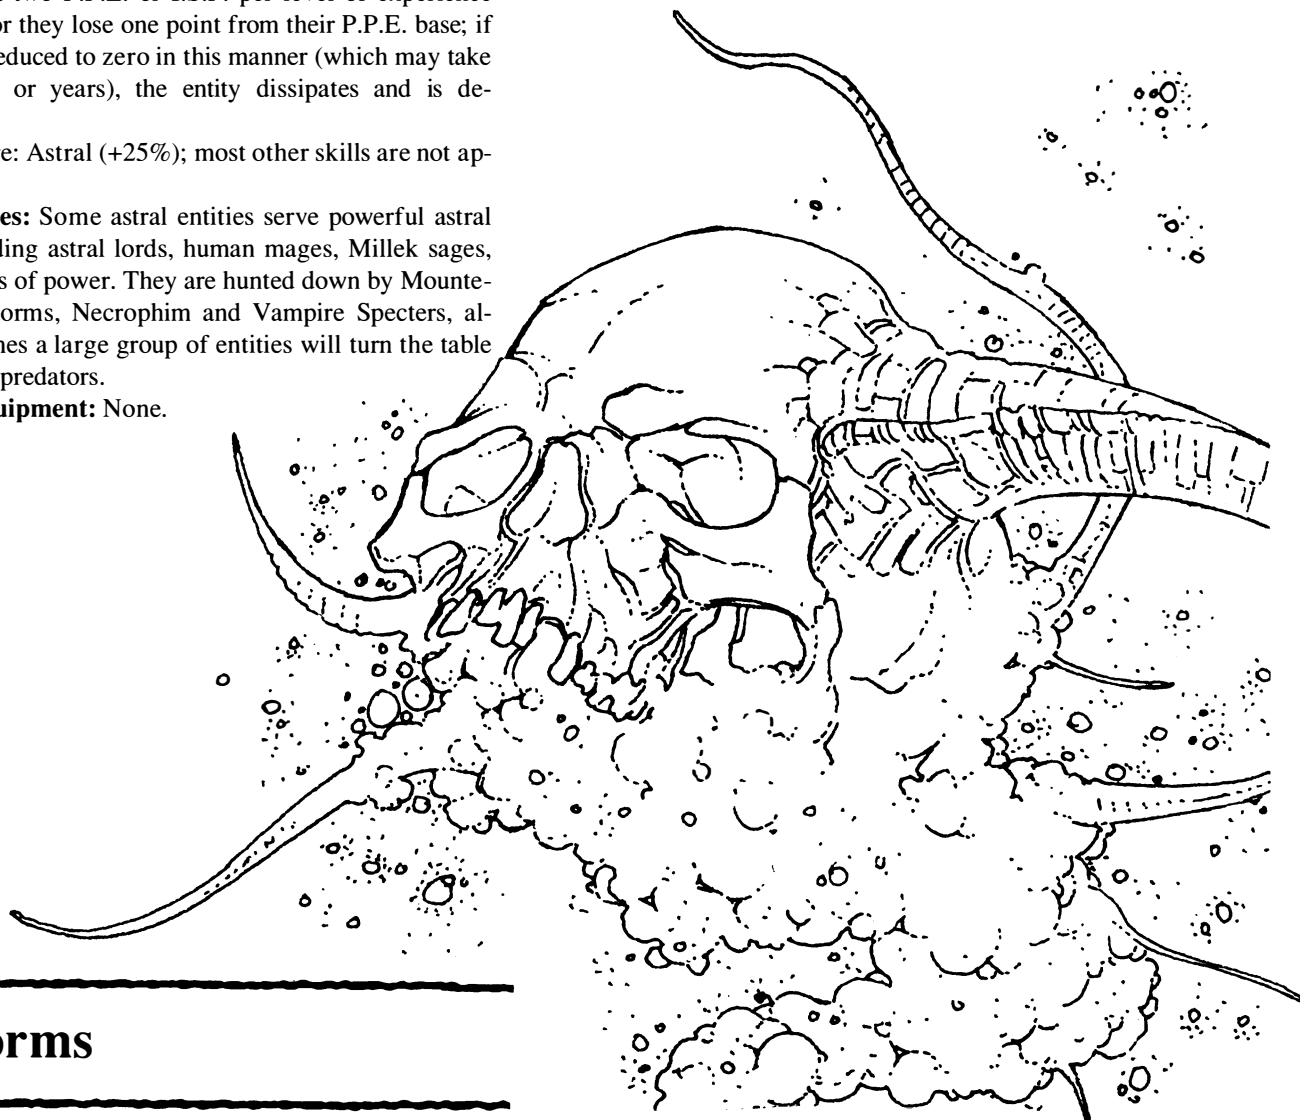 or they lose one point from their P.P.E. base; if
educed to zero in this manner (which may take
or years), the entity dissipates and is de-
re: Astral (+25%); most other skills are not ap-
es: Some astral entities serve powerful astral
ding astral lords, human mages, Millek sages,
s of power. They are hunted down by Mounte-
orms, Necrophim and Vampire Specters, al-
nes a large group of entities will turn the table
predators.
uipment: None.
orms